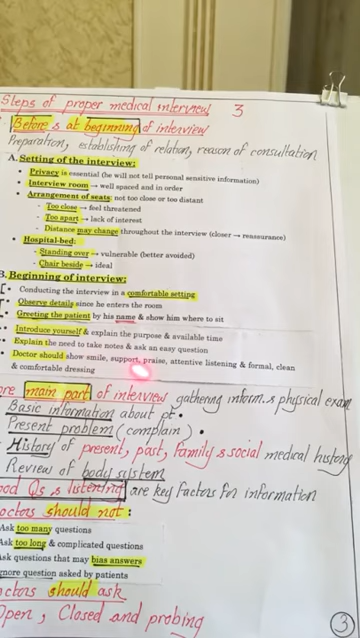 Steps of proper medical interview 3
Before & at beginning of interview
Preparation, establishing of relation, reason of consultation
A. Setting of the interview:
• Privacy is essential (he will not tell personal sensitive information)
• Interview room → well spaced and in order
• Arrangement of seats: not too close or too distant
- Too close → feel threatened
- Too apart → lack of interest
- Distance may change throughout the interview (closer → reassurance)
• Hospital-bed:
- Standing over → vulnerable (better avoided)
- Chair beside → ideal
B. Beginning of interview:
• Conducting the interview in a comfortable setting
• Observe details since he enters the room
• Greeting the patient by his name & show him where to sit
• Introduce yourself & explain the purpose & available time
• Explain the need to take notes & ask an easy question
• Doctor should show smile, support, praise, attentive listening & formal, clean
& comfortable dressing
ore main part of interview gathering inform. & physical exam
Basic information about pt.
Present problem (complain) •
History of present, past, family & social medical history
Review of body system
ood Qs & listening are key factors for information
octors should not:
Ask too many questions
Ask too long & complicated questions
Ask questions that may bias answers
more question asked by patients
octors should ask
Open, Closed and probing
3